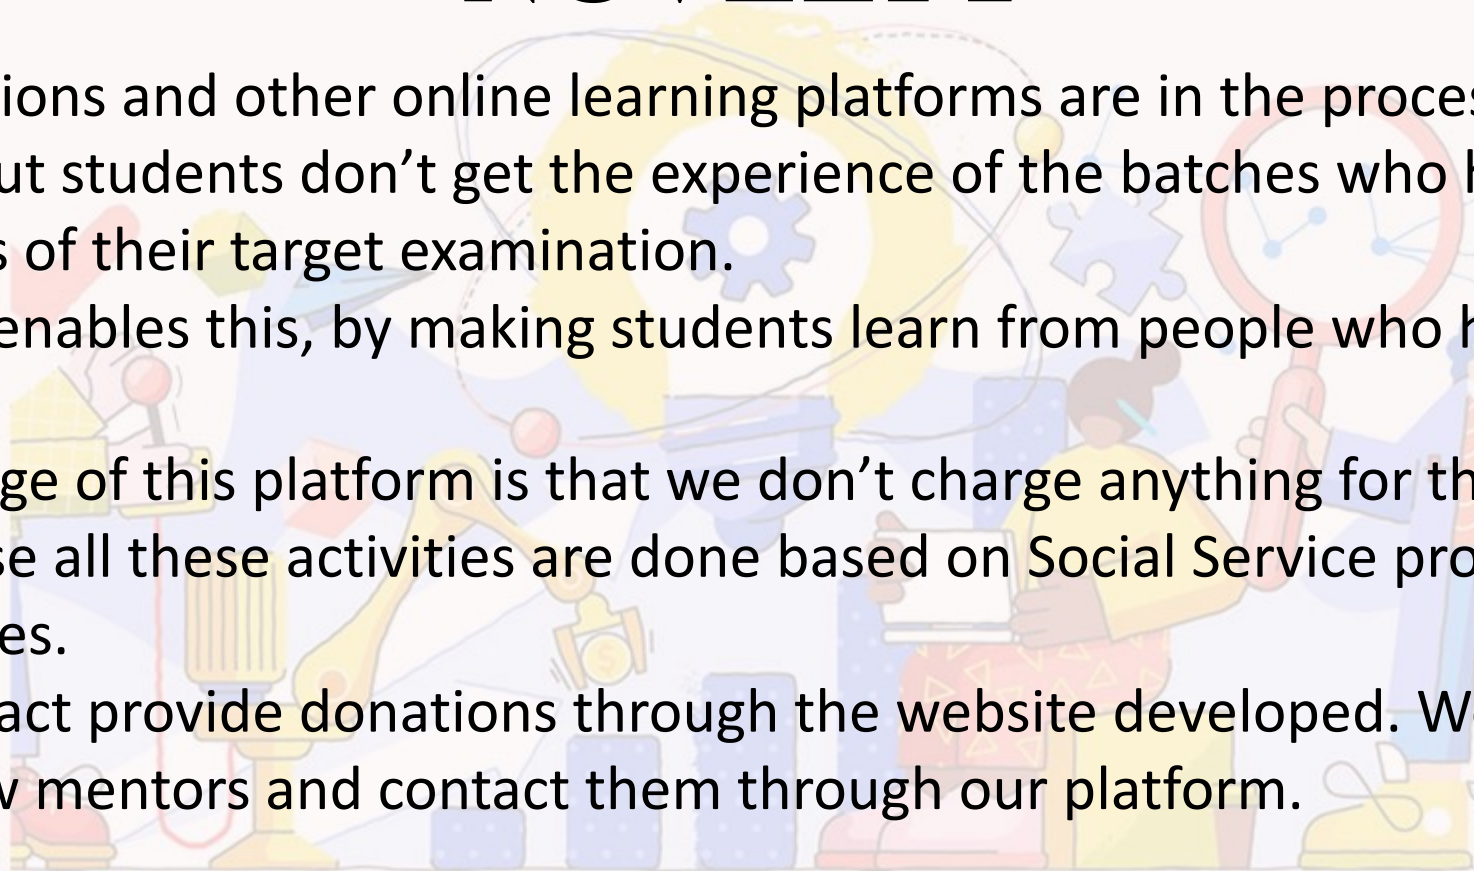 ions and other online learning platforms are in the proces
ut students don’t get the experience of the batches who h
s of their target examination.
enables this, by making students learn from people who h
ge of this platform is that we don’t charge anything for th
se all these activities are done based on Social Service pro
es.
act provide donations through the website developed. We
w mentors and contact them through our platform.